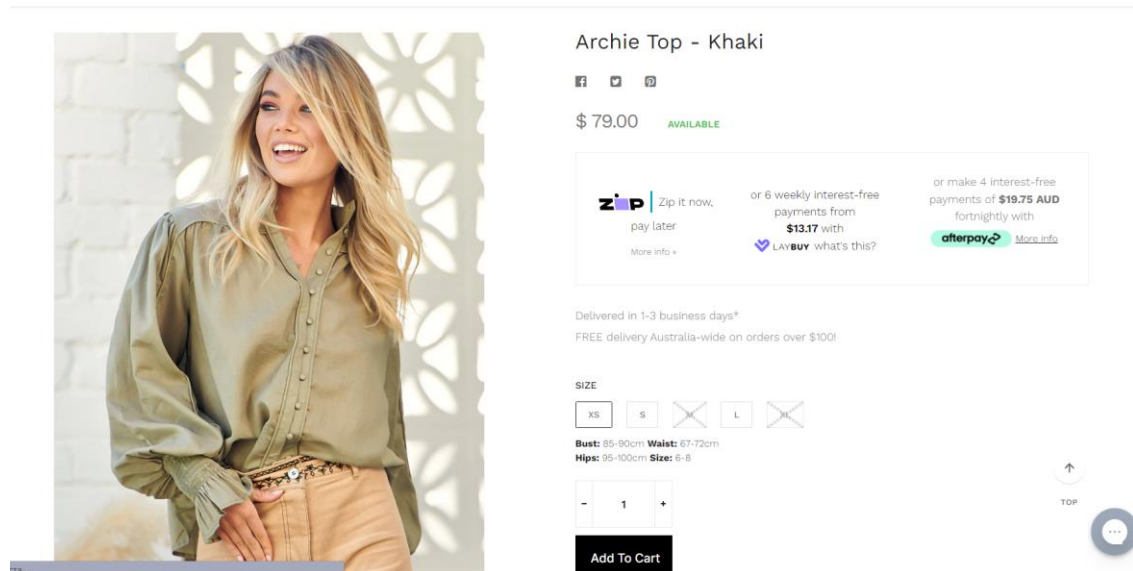 Archie Top - Khaki
$ 79.00 AVAILABLE
zip Zip it now,
pay later
More info »
or 6 weekly interest-free
payments from
$13.17 with
LAYBUY what's this?
or make 4 interest-free
payments of $19.75 AUD
fortnightly with
afterpay More info
Delivered in 1-3 business days*
FREE delivery Australia-wide on orders over $100!
SIZE
XS S M L XL
Bust: 85-90cm Waist: 67-72cm
Hips: 95-100cm Size: 6-8
- 1 +
TOP
Add To Cart